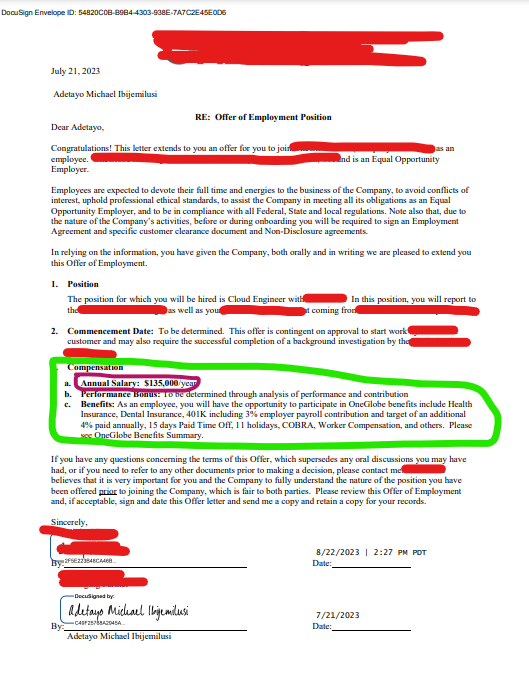 DocuSign Envelope ID: 54820C0B-B9B4-4303-938E-7A7C2E45E0D6
July 21, 2023
Adetayo Michael Ibijemilusi
RE: Offer of Employment Position
Dear Adetayo,
Congratulations! This letter extends to you an offer for you to join as an
employee. and is an Equal Opportunity
Employer.
Employees are expected to devote their full time and energies to the business of the Company, to avoid conflicts of
interest, uphold professional ethical standards, to assist the Company in meeting all its obligations as an Equal
Opportunity Employer, and to be in compliance with all Federal, State and local regulations. Note also that, due to
the nature of the Company's activities, before or during onboarding you will be required to sign an Employment
Agreement and specific customer clearance document and Non-Disclosure agreements.
In relying on the information, you have given the Company, both orally and in writing we are pleased to extend you
this Offer of Employment.
1. Position
The position for which you will be hired is Cloud Engineer with In this position, you will report to
the as well as your at coming from
2. Commencement Date: To be determined. This offer is contingent on approval to start work
customer and may also require the successful completion of a background investigation by the
Compensation
a. Annual Salary: $135,000/year
b. Performance Bonus: To be determined through analysis of performance and contribution
c. Benefits: As an employee, you will have the opportunity to participate in OneGlobe benefits include Health
Insurance, Dental Insurance, 401K including 3% employer payroll contribution and target of an additional
4% paid annually, 15 days Paid Time Off, 11 holidays, COBRA, Worker Compensation, and others. Please
see OneGlobe Benefits Summary.
If you have any questions concerning the terms of this Offer, which supersedes any oral discussions you may have
had, or if you need to refer to any other documents prior to making a decision, please contact me
believes that it is very important for you and the Company to fully understand the nature of the position you have
been offered prior to joining the Company, which is fair to both parties. Please review this Offer of Employment
and, if acceptable, sign and date this Offer letter and send me a copy and retain a copy for your records.
Sincerely,
8/22/2023 | 2:27 PM PDT
By: Date:
DocuSigned by:
Adetayo Michael Ibijemilusi
7/21/2023
By: Date:
Adetayo Michael Ibijemilusi